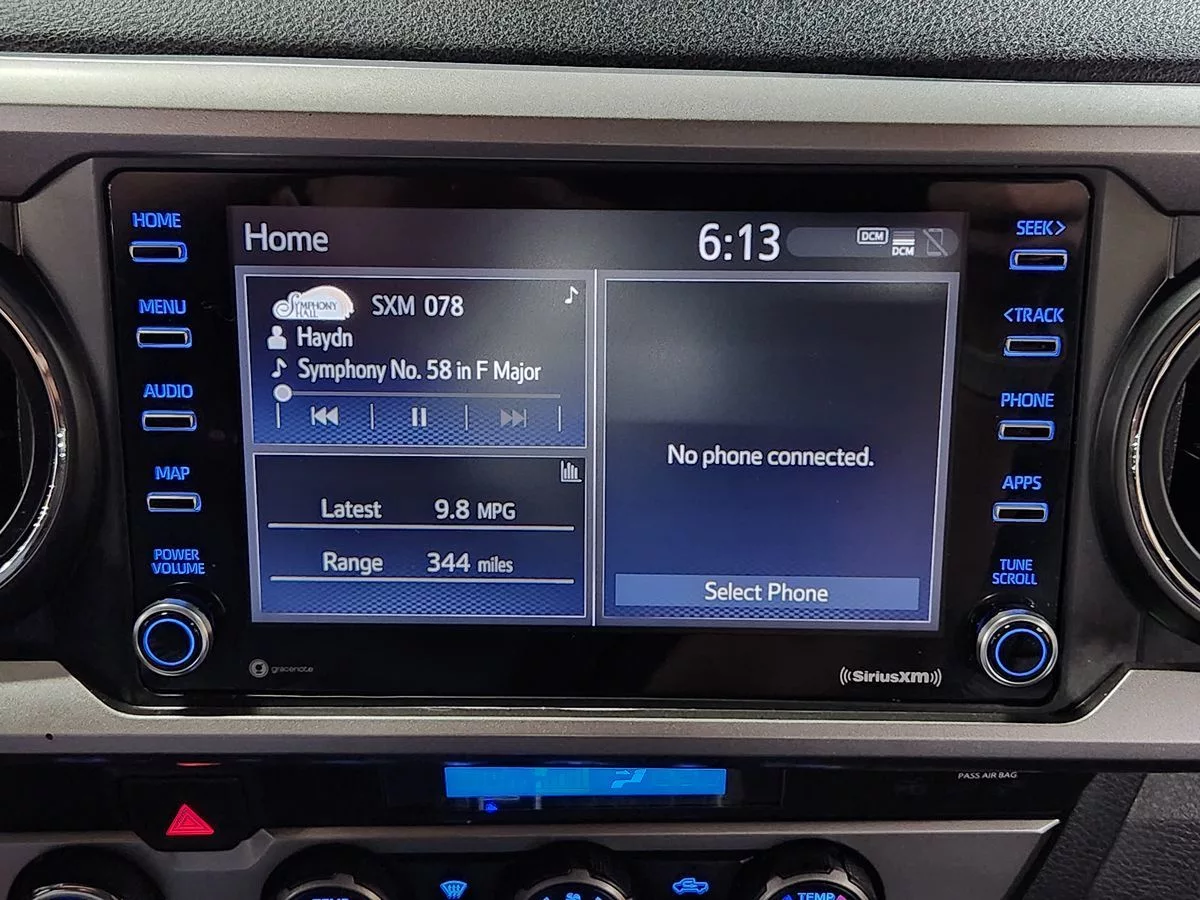 HOME
MENU
AUDIO
MAP
POWER
VOLUME
Home
6:13
DCM
DCM
SYMPHONY
HALL
SXM 078
Haydn
Symphony No. 58 in F Major
Latest 9.8 MPG
Range 344 miles
No phone connected.
Select Phone
SEEK>
<TRACK
PHONE
APPS
TUNE
SCROLL
gracenote
((SiriusXM))
PASS AIR BAG
TEMP